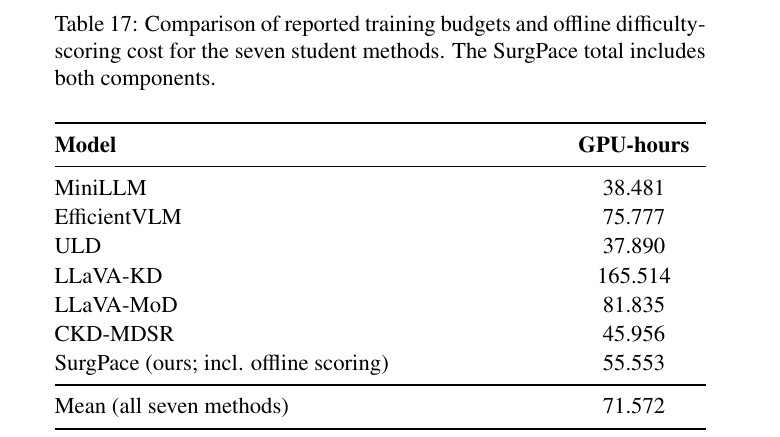 Table 17: Comparison of reported training budgets and offline difficulty-
scoring cost for the seven student methods. The SurgPace total includes
both components.
Model GPU-hours
MiniLLM 38.481
EfficientVLM 75.777
ULD 37.890
LLaVA-KD 165.514
LLaVA-MoD 81.835
CKD-MDSR 45.956
SurgPace (ours; incl. offline scoring) 55.553
Mean (all seven methods) 71.572